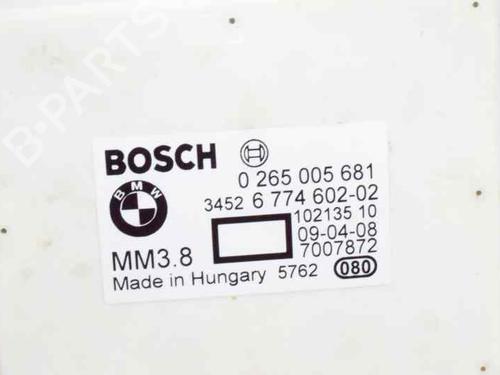 B-PARTS
BOSCH
0 265 005 681
BMW
3452 6 774 602-02
102135 10
09-04-08
MM3.8
7007872
Made in Hungary 5762 080